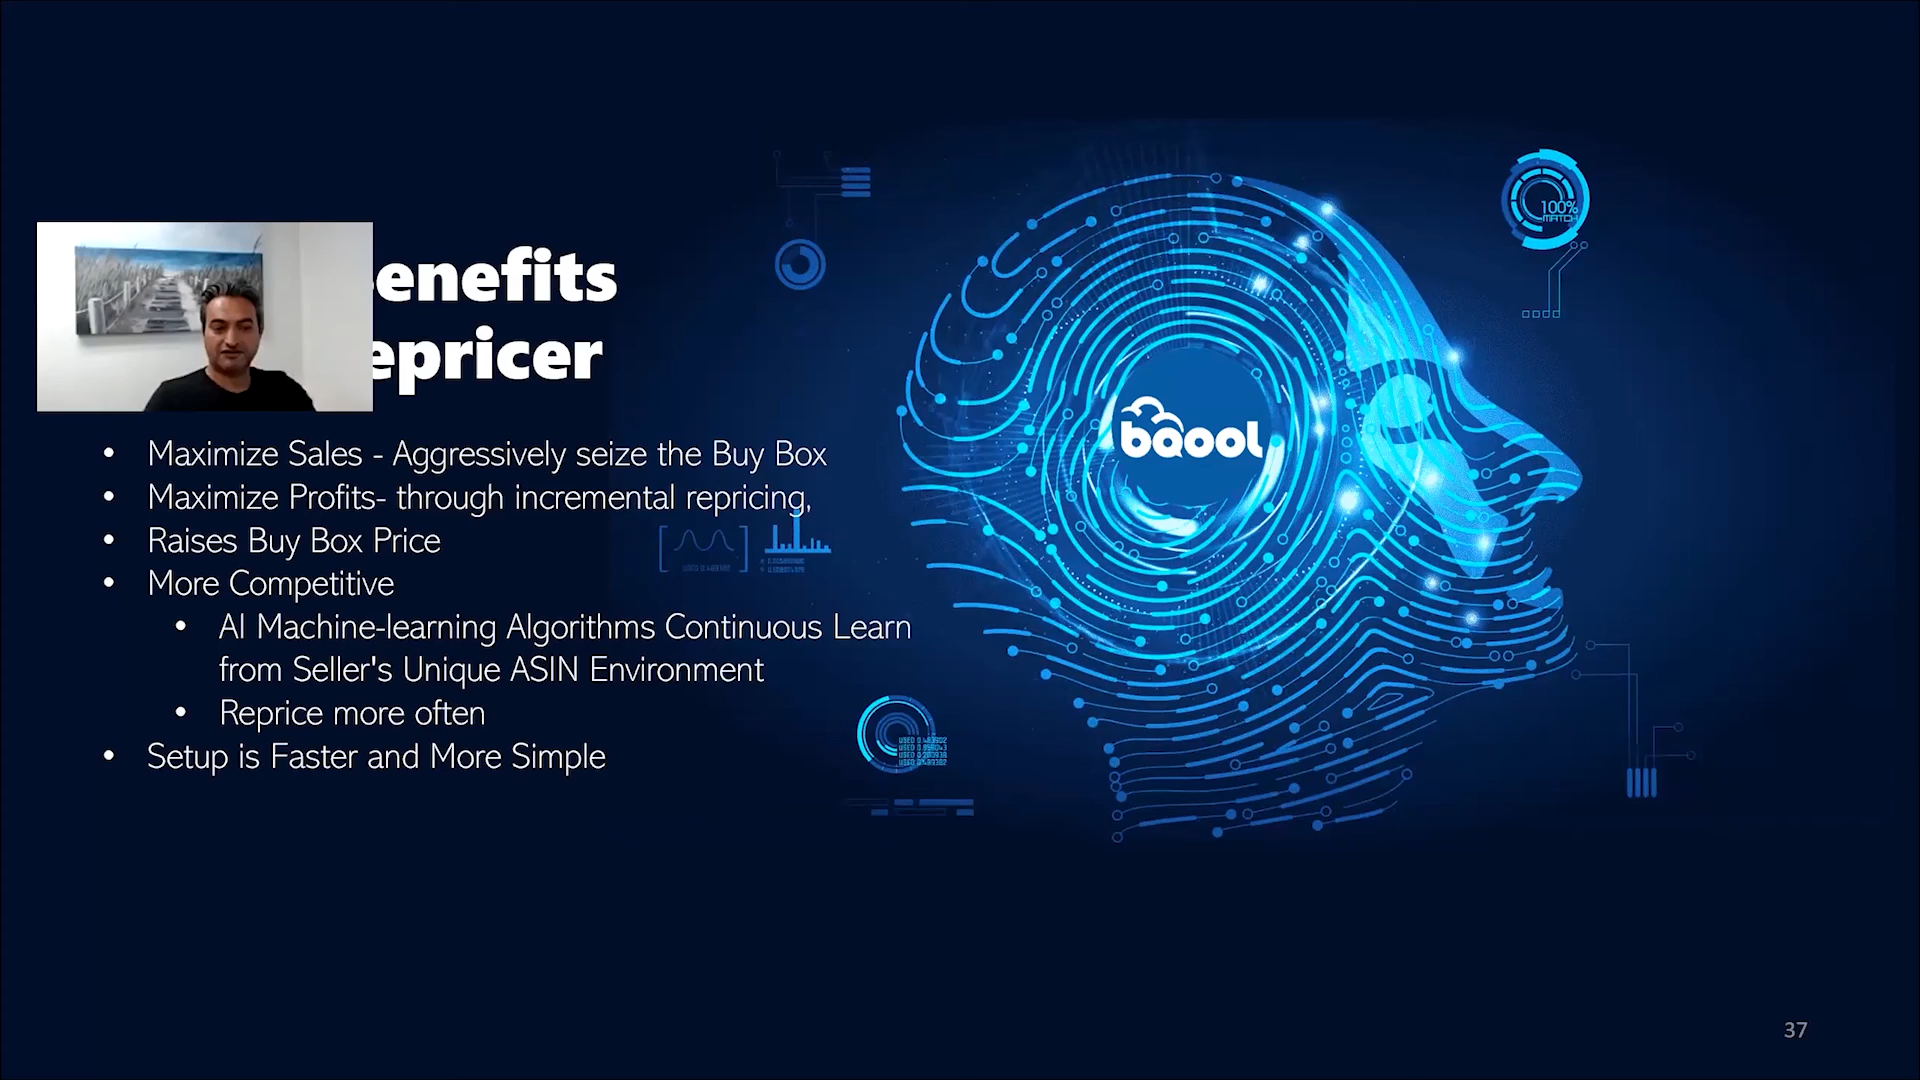 enefits
epricer
Maximize Sales - Aggressively seize the Buy Box
Maximize Profits- through incremental repricing,
Raises Buy Box Price
More Competitive
AI Machine-learning Algorithms Continuous Learn
from Seller's Unique ASIN Environment
Reprice more often
Setup is Faster and More Simple
bqool
100%
MATCH
37